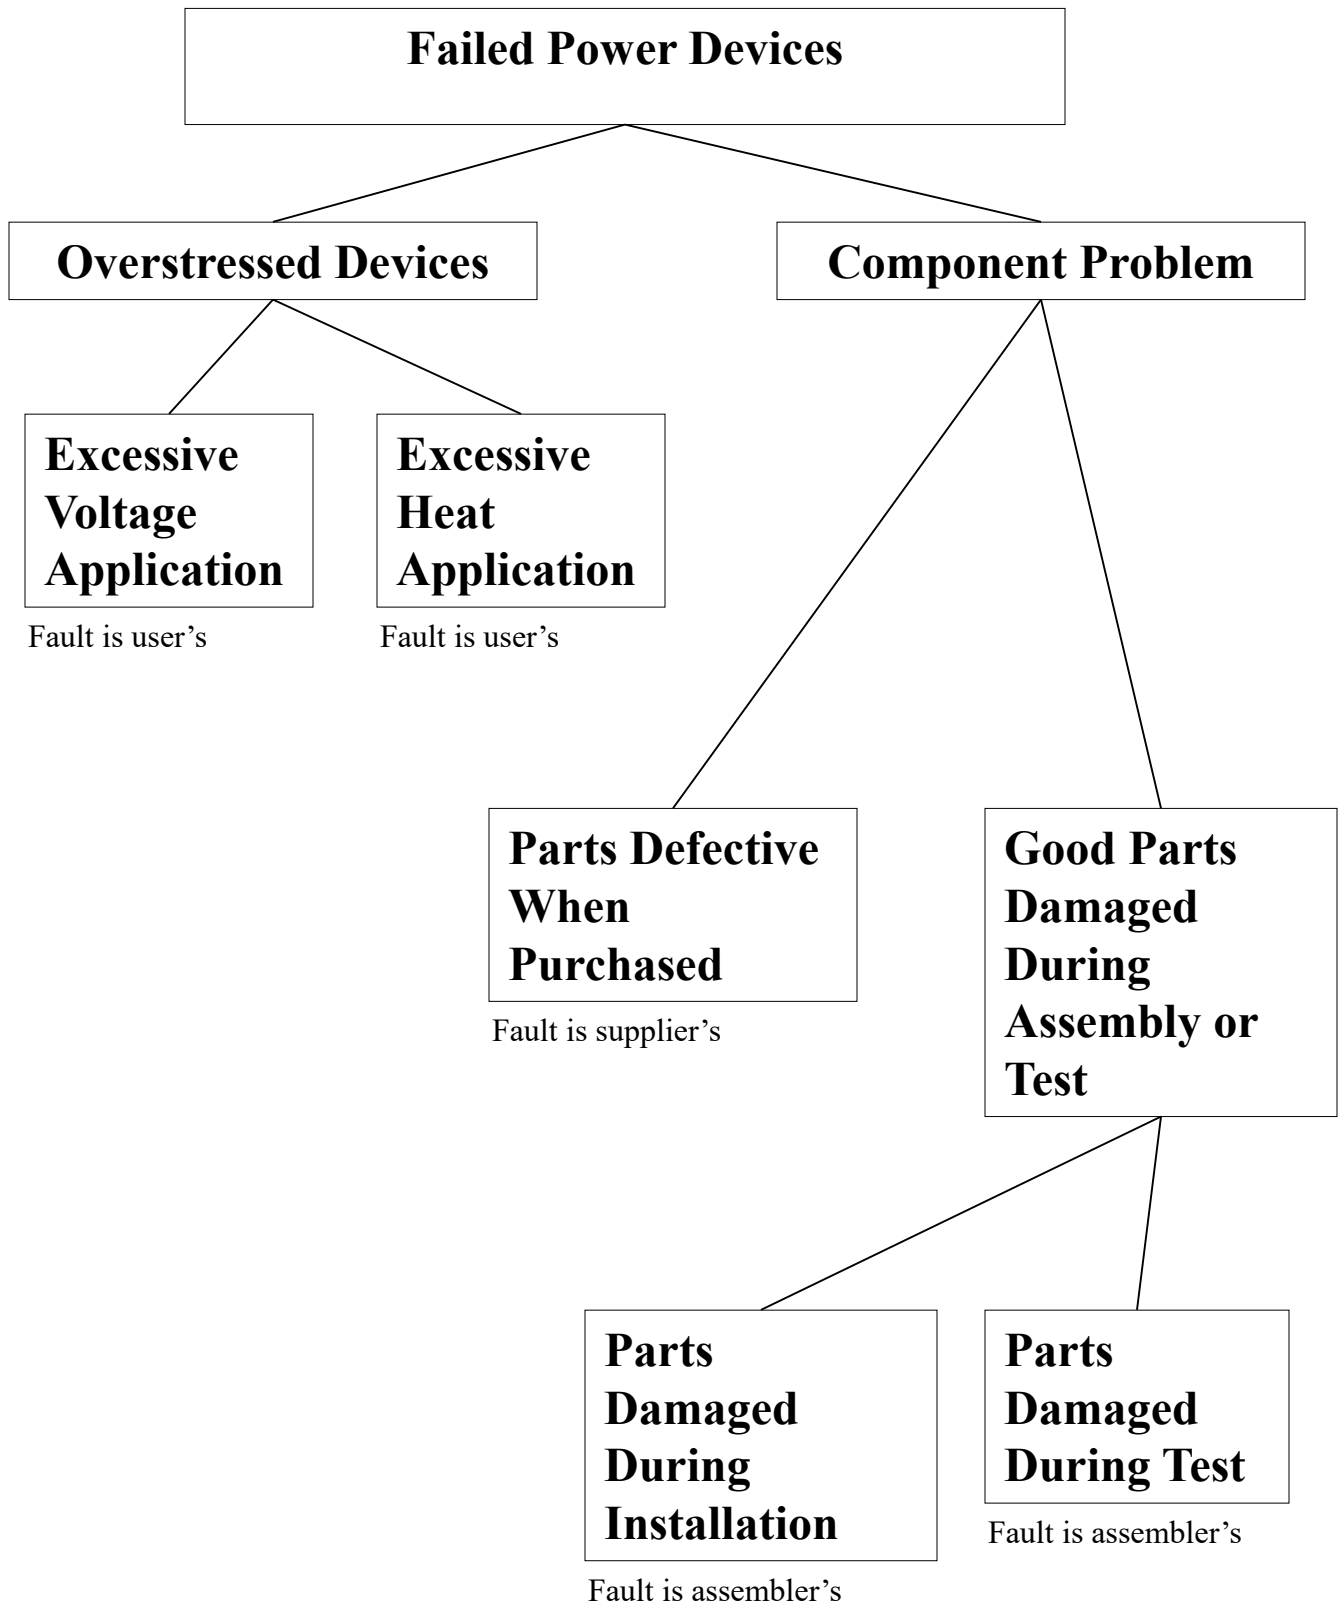 Failed Power Devices
Overstressed Devices
Component Problem
Excessive
Voltage
Application
Fault is user’s
Excessive
Heat
Application
Fault is user’s
Parts Defective
When
Purchased
Fault is supplier’s
Good Parts
Damaged
During
Assembly or
Test
Parts
Damaged
During
Installation
Fault is assembler’s
Parts
Damaged
During Test
Fault is assembler’s